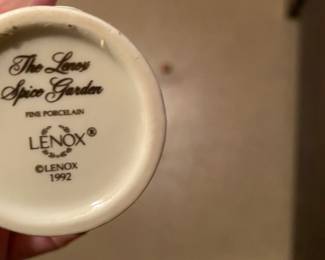 The Lenox
Spice Garden
FINE PORCELAIN
LENOX®
©LENOX
1992